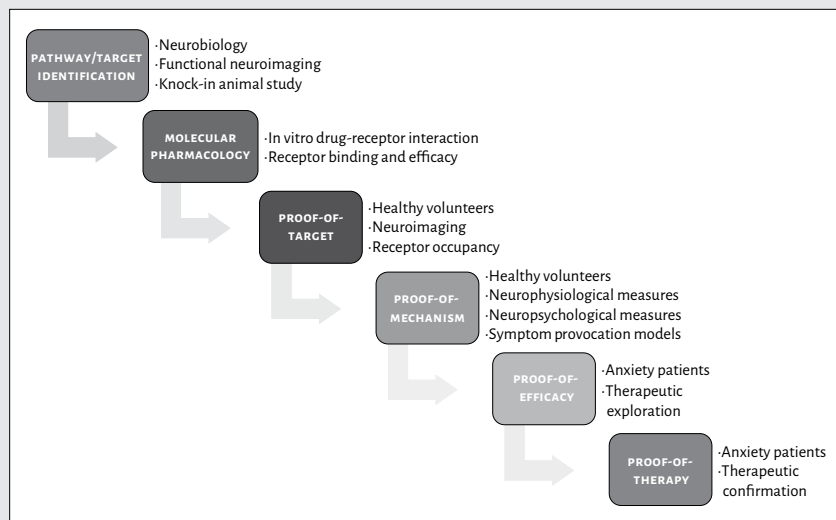 PATHWAY/TARGET
IDENTIFICATION
·Neurobiology
·Functional neuroimaging
·Knock-in animal study
MOLECULAR
PHARMACOLOGY
·In vitro drug-receptor interaction
·Receptor binding and efficacy
PROOF-OF-
TARGET
·Healthy volunteers
·Neuroimaging
·Receptor occupancy
PROOF-OF-
MECHANISM
·Healthy volunteers
·Neurophysiological measures
·Neuropsychological measures
·Symptom provocation models
PROOF-OF-
EFFICACY
·Anxiety patients
·Therapeutic
exploration
PROOF-OF-
THERAPY
·Anxiety patients
·Therapeutic
confirmation